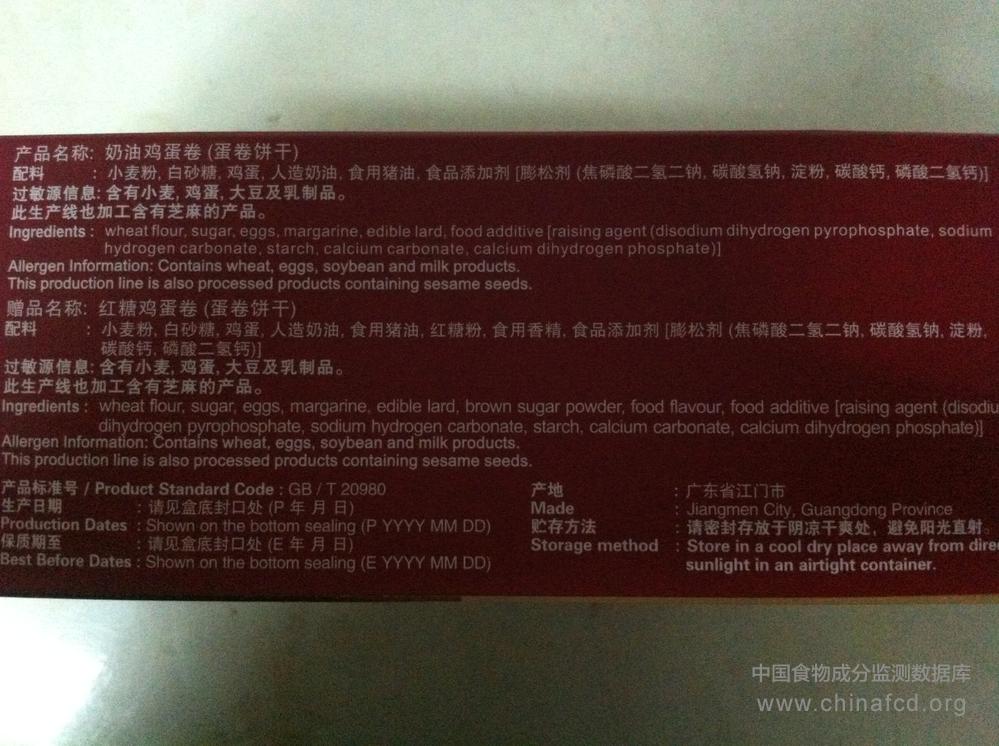 产品名称: 奶油鸡蛋卷 (蛋卷饼干)
配料 : 小麦粉, 白砂糖, 鸡蛋, 人造奶油, 食用猪油, 食品添加剂 [膨松剂 (焦磷酸二氢二钠, 碳酸氢钠, 淀粉, 碳酸钙, 磷酸二氢钙)]
过敏源信息: 含有小麦, 鸡蛋, 大豆及乳制品。
此生产线也加工含有芝麻的产品。
Ingredients : wheat flour, sugar, eggs, margarine, edible lard, food additive [raising agent (disodium dihydrogen pyrophosphate, sodium
hydrogen carbonate, starch, calcium carbonate, calcium dihydrogen phosphate)]
Allergen Information: Contains wheat, eggs, soybean and milk products.
This production line is also processed products containing sesame seeds.
赠品名称: 红糖鸡蛋卷 (蛋卷饼干)
配料 : 小麦粉, 白砂糖, 鸡蛋, 人造奶油, 食用猪油, 红糖粉, 食用香精, 食品添加剂 [膨松剂 (焦磷酸二氢二钠, 碳酸氢钠, 淀粉,
碳酸钙, 磷酸二氢钙)]
过敏源信息: 含有小麦, 鸡蛋, 大豆及乳制品。
此生产线也加工含有芝麻的产品。
Ingredients : wheat flour, sugar, eggs, margarine, edible lard, brown sugar powder, food flavour, food additive [raising agent (disodiu
dihydrogen pyrophosphate, sodium hydrogen carbonate, starch, calcium carbonate, calcium dihydrogen phosphate)]
Allergen Information: Contains wheat, eggs, soybean and milk products.
This production line is also processed products containing sesame seeds.
产品标准号 / Product Standard Code : GB / T 20980
生产日期 : 请见盒底封口处 (P 年 月 日)
Production Dates : Shown on the bottom sealing (P YYYY MM DD)
保质期至 : 请见盒底封口处 (E 年 月 日)
Best Before Dates : Shown on the bottom sealing (E YYYY MM DD)
产地 : 广东省江门市
Made : Jiangmen City, Guangdong Province
贮存方法 : 请密封存放于阴凉干爽处, 避免阳光直射。
Storage method : Store in a cool dry place away from direc
sunlight in an airtight container.
中国食物成分监测数据库
www.chinafcd.org